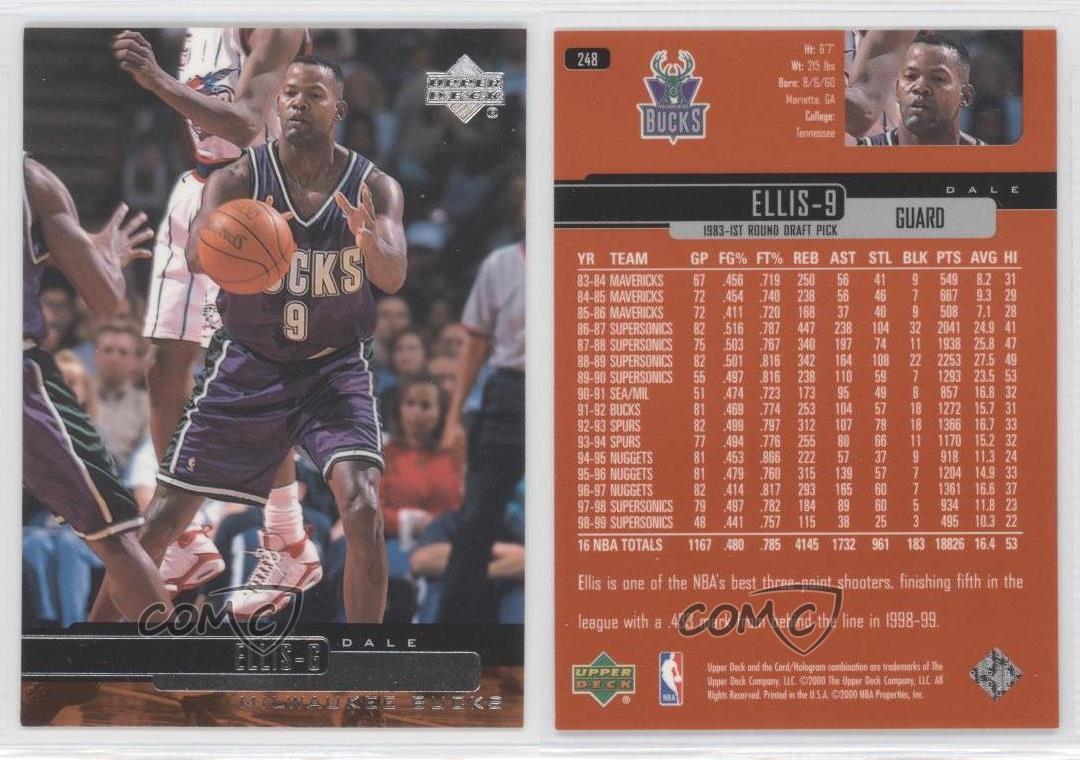 UPPER
DECK
SPALDING
BUCKS
9
DALE
ELLIS-G
MILWAUKEE BUCKS
COMC
248
MILWAUKEE
BUCKS
Ht: 6'7"
Wt: 215 lbs
Born: 8/6/60
Marietta, GA
College:
Tennessee
DALE
ELLIS-9
GUARD
1983-1ST ROUND DRAFT PICK
YR TEAM GP FG% FT% REB AST STL BLK PTS AVG HI
83-84 MAVERICKS 67 .456 .719 250 56 41 9 549 8.2 31
84-85 MAVERICKS 72 .454 .740 238 56 46 7 667 9.3 29
85-86 MAVERICKS 72 .411 .720 168 37 40 9 508 7.1 28
86-87 SUPERSONICS 82 .516 .787 447 238 104 32 2041 24.9 41
87-88 SUPERSONICS 75 .503 .767 340 197 74 11 1938 25.8 47
88-89 SUPERSONICS 82 .501 .816 342 164 108 22 2253 27.5 49
89-90 SUPERSONICS 55 .497 .816 238 110 59 7 1293 23.5 53
90-91 SEA/MIL 51 .474 .723 173 95 49 8 857 16.8 32
91-92 BUCKS 81 .469 .774 253 104 57 18 1272 15.7 31
92-93 SPURS 82 .499 .797 312 107 78 18 1366 16.7 33
93-94 SPURS 77 .494 .776 255 80 66 11 1170 15.2 32
94-95 NUGGETS 81 .453 .866 222 57 37 9 918 11.3 24
95-96 NUGGETS 81 .479 .760 315 139 57 7 1204 14.9 33
96-97 NUGGETS 82 .414 .817 293 165 60 7 1361 16.6 37
97-98 SUPERSONICS 79 .497 .782 184 89 60 5 934 11.8 23
98-99 SUPERSONICS 48 .441 .757 115 38 25 3 495 10.3 22
16 NBA TOTALS 1167 .480 .785 4145 1732 961 183 18826 16.4 53
Ellis is one of the NBA's best three-point shooters, finishing fifth in the
league with a mark from behind the line in 1998-99.
COMC
UPPER
DECK
NBA
Upper Deck and the Card/Hologram combination are trademarks of The
Upper Deck Company, LLC. ©2000 The Upper Deck Company, LLC. All
Rights Reserved. Printed in the U.S.A. ©2000 NBA Properties, Inc.